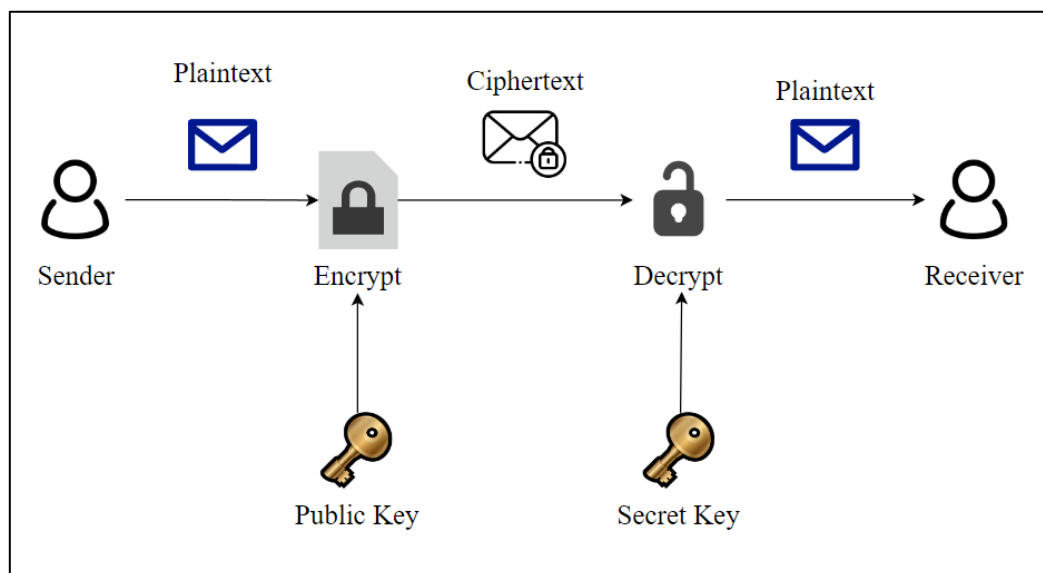 Plaintext
Ciphertext
Plaintext
Sender
Encrypt
Decrypt
Receiver
Public Key
Secret Key